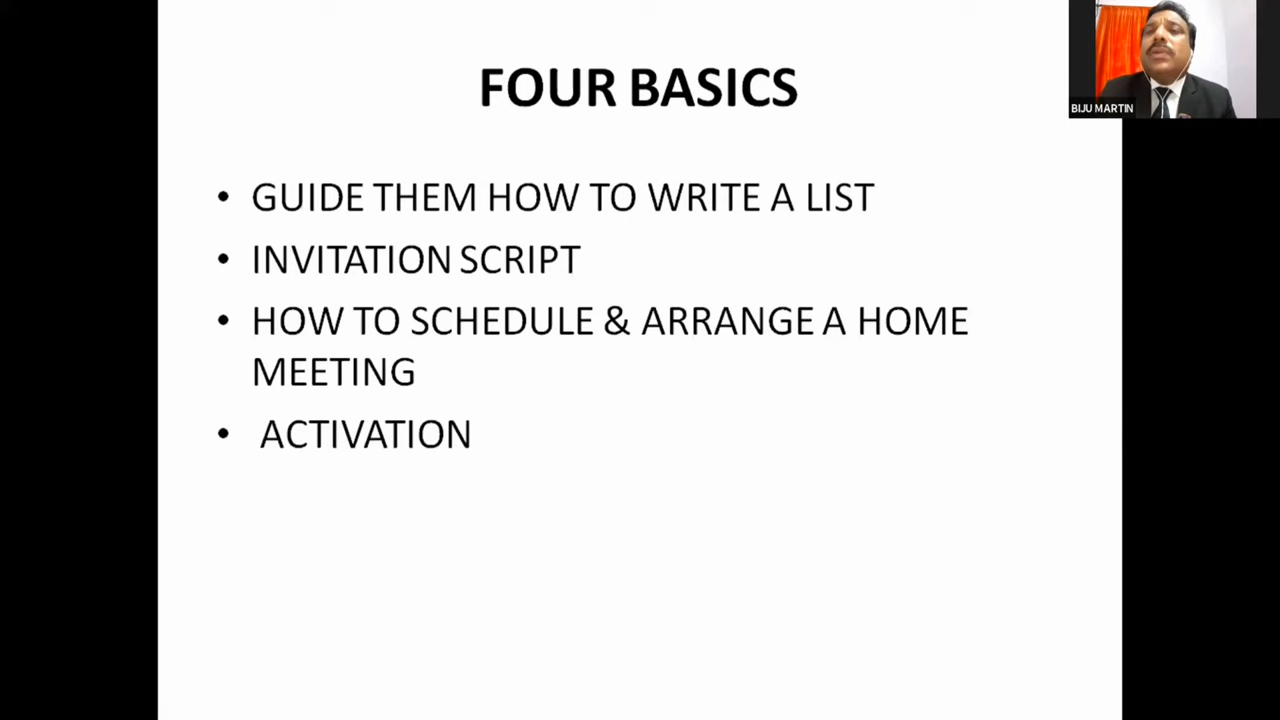 FOUR BASICS
• GUIDE THEM HOW TO WRITE A LIST
• INVITATION SCRIPT
• HOW TO SCHEDULE & ARRANGE A HOME
MEETING
• ACTIVATION
BIJU MARTIN